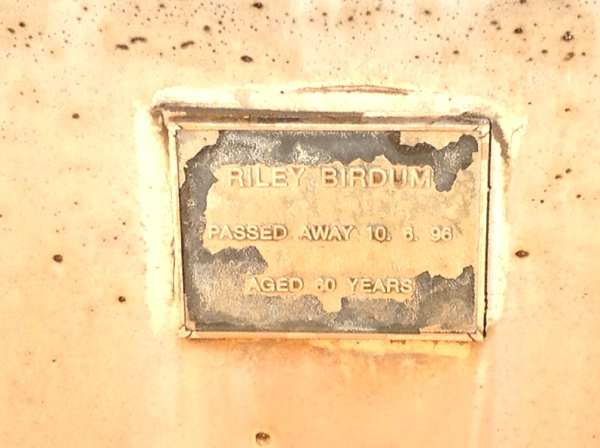 RILEY BIRDUM
PASSED AWAY 10. 6. 96
AGED 60 YEARS